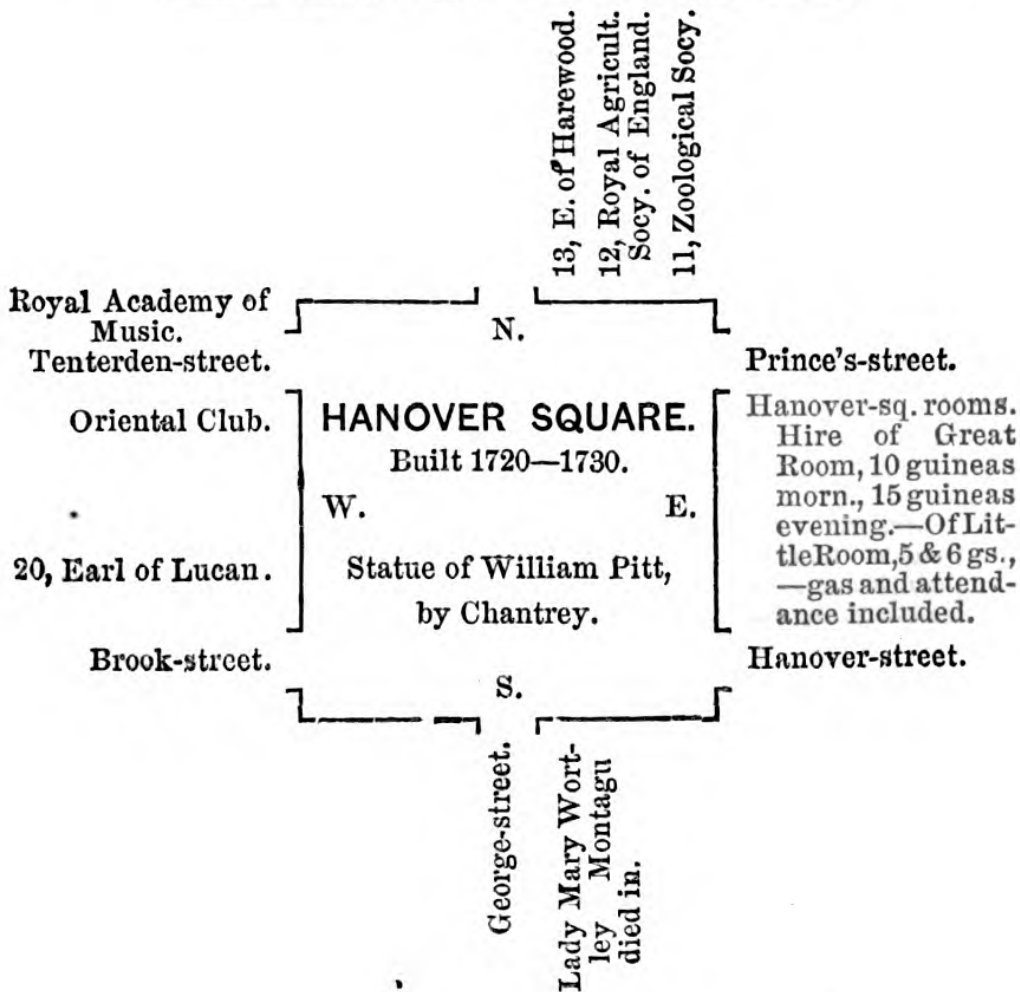 13, E. of Harewood.
12, Royal Agricult.
Socy. of England.
11, Zoological Socy.
Royal Academy of
Music.
Tenterden-street.
N.
Prince's-street.
Oriental Club.
20, Earl of Lucan.
HANOVER SQUARE.
Built 1720—1730.
W.
E.
Statue of William Pitt,
by Chantrey.
Hanover-sq. rooms.
Hire of Great
Room, 10 guineas
morn., 15 guineas
evening.—Of Lit-
tle Room, 5 & 6 gs.,
—gas and attend-
ance included.
Brook-street.
S.
Hanover-street.
George-street.
Lady Mary Wort-
ley Montagu
died in.